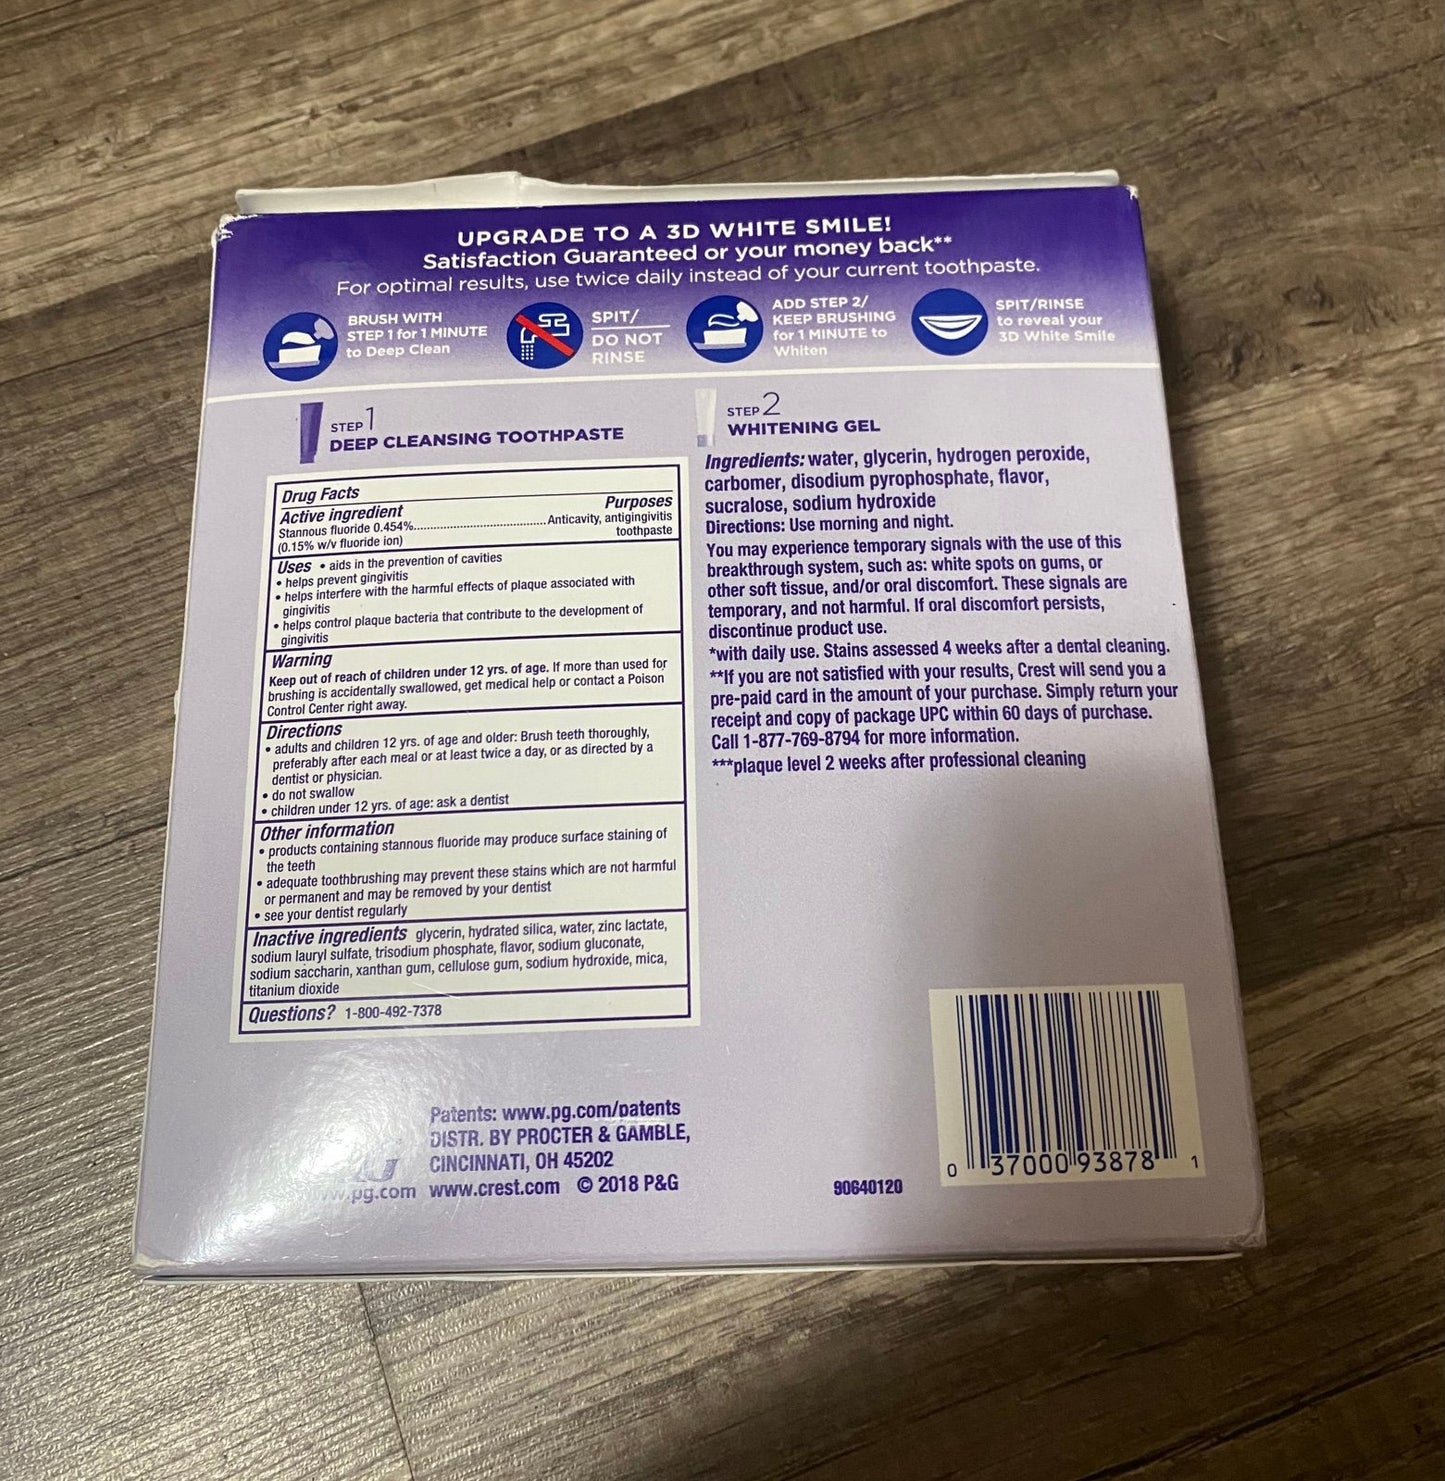 UPGRADE TO A 3D WHITE SMILE!
Satisfaction Guaranteed or your money back**
For optimal results, use twice daily instead of your current toothpaste.
BRUSH WITH
STEP 1 for 1 MINUTE
to Deep Clean
SPIT/
DO NOT
RINSE
ADD STEP 2/
KEEP BRUSHING
for 1 MINUTE to
Whiten
SPIT/RINSE
to reveal your
3D White Smile
STEP 1
DEEP CLEANSING TOOTHPASTE
Drug Facts
Active ingredient Purposes
Stannous fluoride 0.454%......................................Anticavity, antigingivitis
(0.15% w/v fluoride ion) toothpaste
Uses • aids in the prevention of cavities
• helps prevent gingivitis
• helps interfere with the harmful effects of plaque associated with
gingivitis
• helps control plaque bacteria that contribute to the development of
gingivitis
Warning
Keep out of reach of children under 12 yrs. of age. If more than used for
brushing is accidentally swallowed, get medical help or contact a Poison
Control Center right away.
Directions
• adults and children 12 yrs. of age and older: Brush teeth thoroughly,
preferably after each meal or at least twice a day, or as directed by a
dentist or physician.
• do not swallow
• children under 12 yrs. of age: ask a dentist
Other information
• products containing stannous fluoride may produce surface staining of
the teeth
• adequate toothbrushing may prevent these stains which are not harmful
or permanent and may be removed by your dentist
• see your dentist regularly
Inactive ingredients glycerin, hydrated silica, water, zinc lactate,
sodium lauryl sulfate, trisodium phosphate, flavor, sodium gluconate,
sodium saccharin, xanthan gum, cellulose gum, sodium hydroxide, mica,
titanium dioxide
Questions? 1-800-492-7378
STEP 2
WHITENING GEL
Ingredients: water, glycerin, hydrogen peroxide,
carbomer, disodium pyrophosphate, flavor,
sucralose, sodium hydroxide
Directions: Use morning and night.
You may experience temporary signals with the use of this
breakthrough system, such as: white spots on gums, or
other soft tissue, and/or oral discomfort. These signals are
temporary, and not harmful. If oral discomfort persists,
discontinue product use.
*with daily use. Stains assessed 4 weeks after a dental cleaning.
**If you are not satisfied with your results, Crest will send you a
pre-paid card in the amount of your purchase. Simply return your
receipt and copy of package UPC within 60 days of purchase.
Call 1-877-769-8794 for more information.
***plaque level 2 weeks after professional cleaning
Patents: www.pg.com/patents
DISTR. BY PROCTER & GAMBLE,
CINCINNATI, OH 45202
www.pg.com www.crest.com © 2018 P&G
90640120
0 37000 93878 1